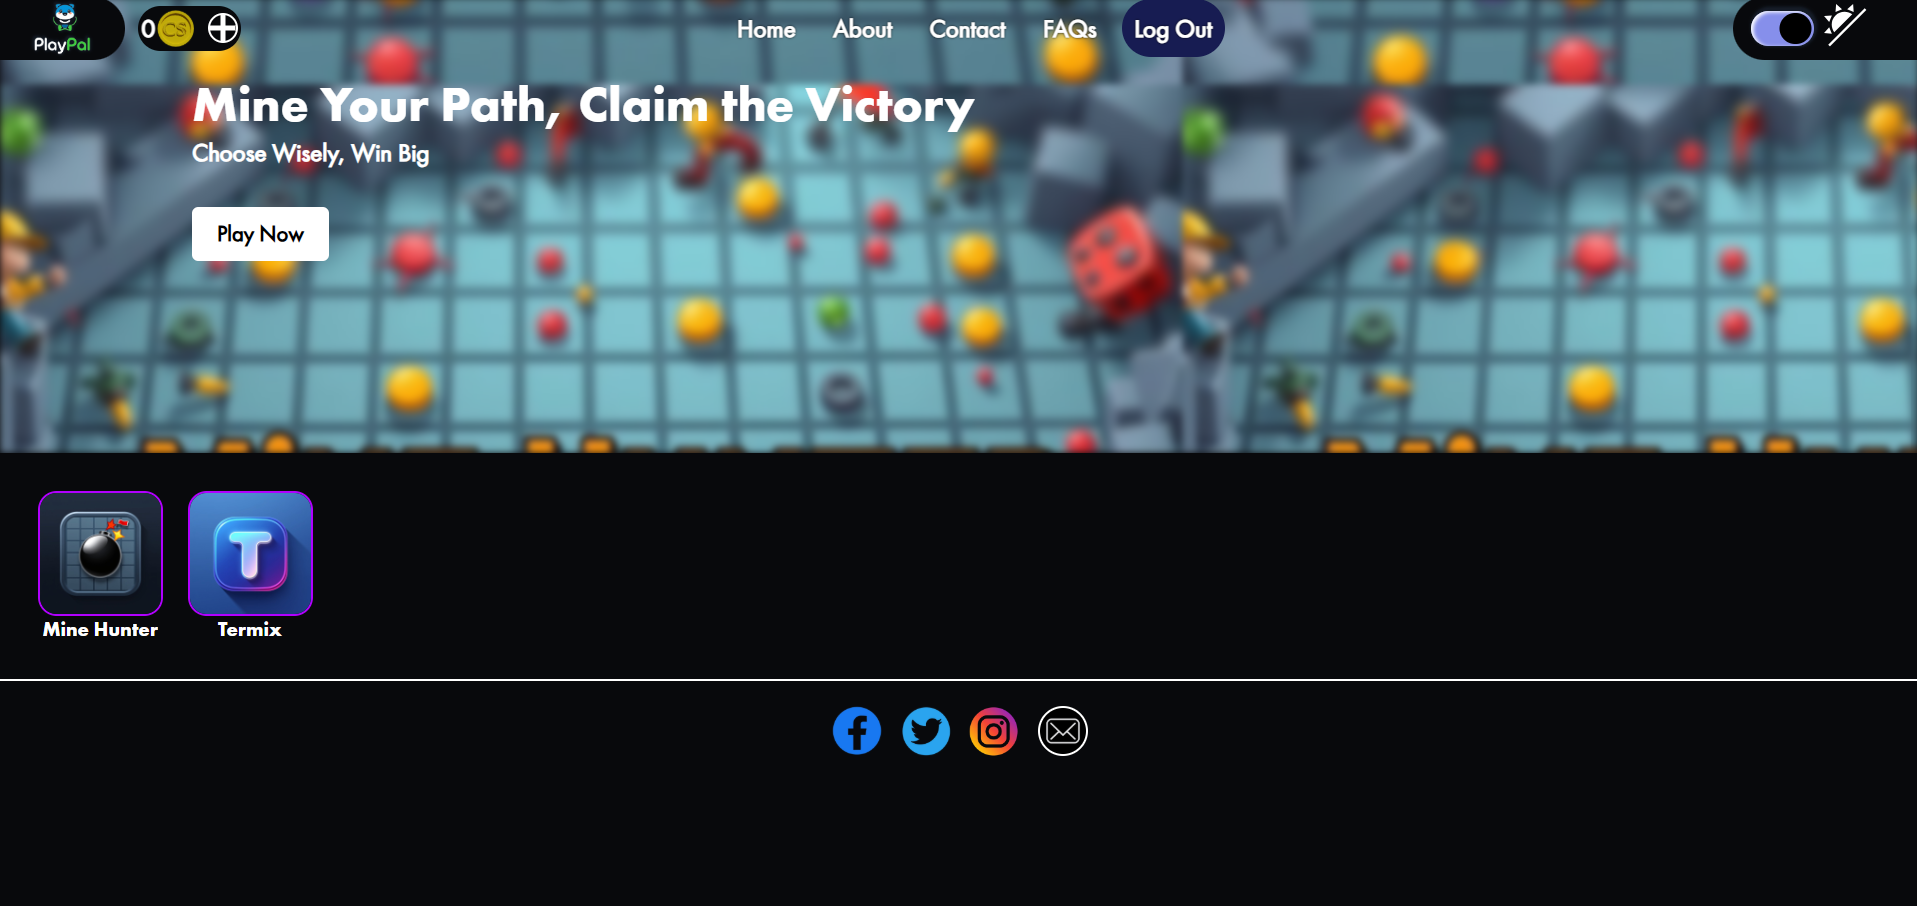 PlayPal
0 CS
Home About Contact FAQs Log Out
Mine Your Path, Claim the Victory
Choose Wisely, Win Big
Play Now
T
Mine Hunter Termix